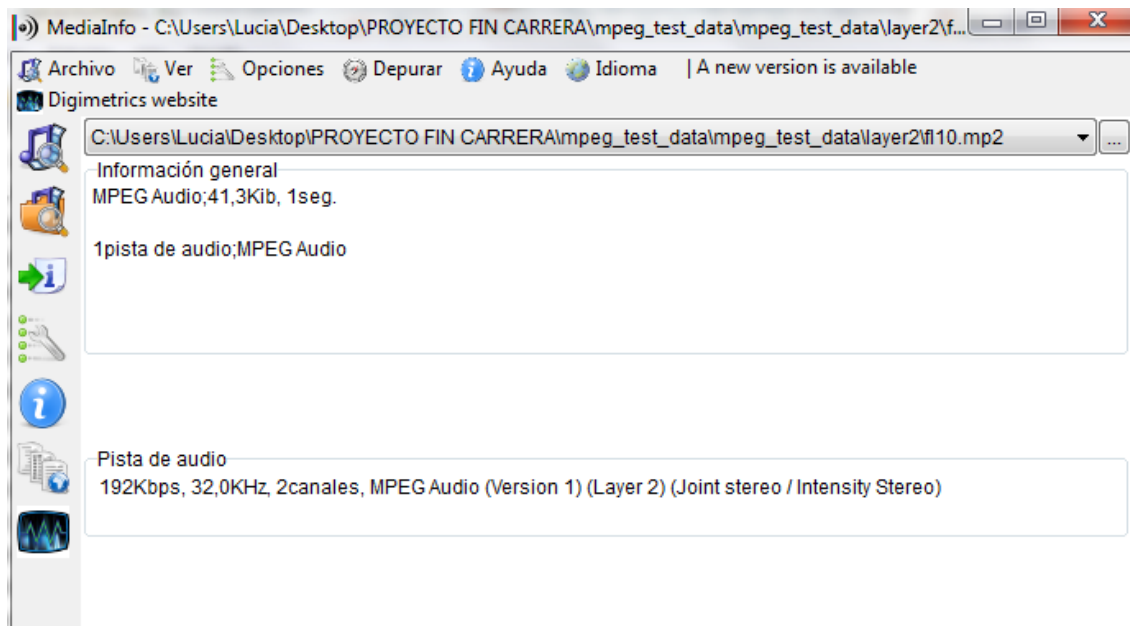 MediaInfo - C:\Users\Lucia\Desktop\PROYECTO FIN CARRERA\mpeg_test_data\mpeg_test_data\layer2\f...
Archivo Ver Opciones Depurar Ayuda Idioma | A new version is available
Digimetrics website
C:\Users\Lucia\Desktop\PROYECTO FIN CARRERA\mpeg_test_data\mpeg_test_data\layer2\fl10.mp2 ...
Información general
MPEG Audio;41,3Kib, 1seg.
1pista de audio;MPEG Audio
Pista de audio
192Kbps, 32,0KHz, 2canales, MPEG Audio (Version 1) (Layer 2) (Joint stereo / Intensity Stereo)